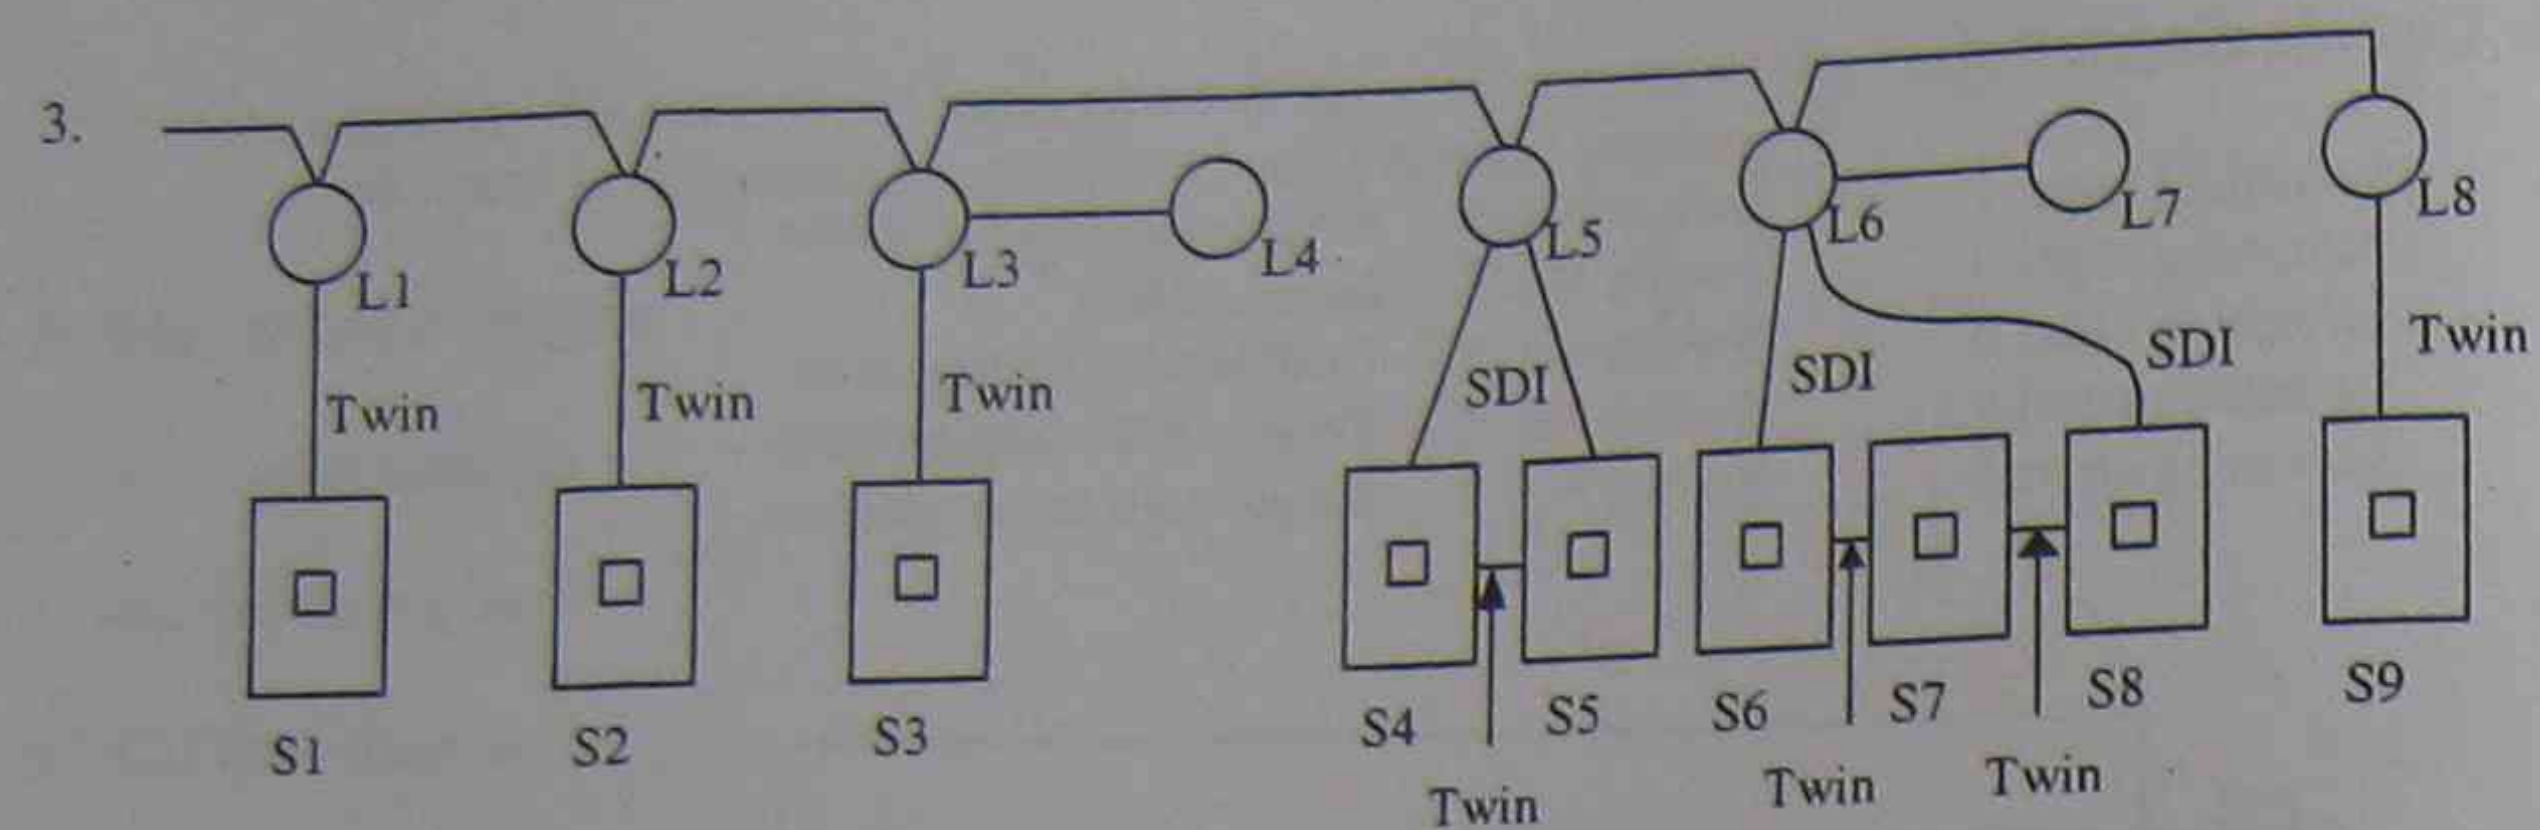 3.
L1 L2 L3 L4 L5 L6 L7 L8
Twin Twin Twin SDI SDI SDI Twin
S1 S2 S3 S4 S5 S6 S7 S8 S9
Twin Twin Twin